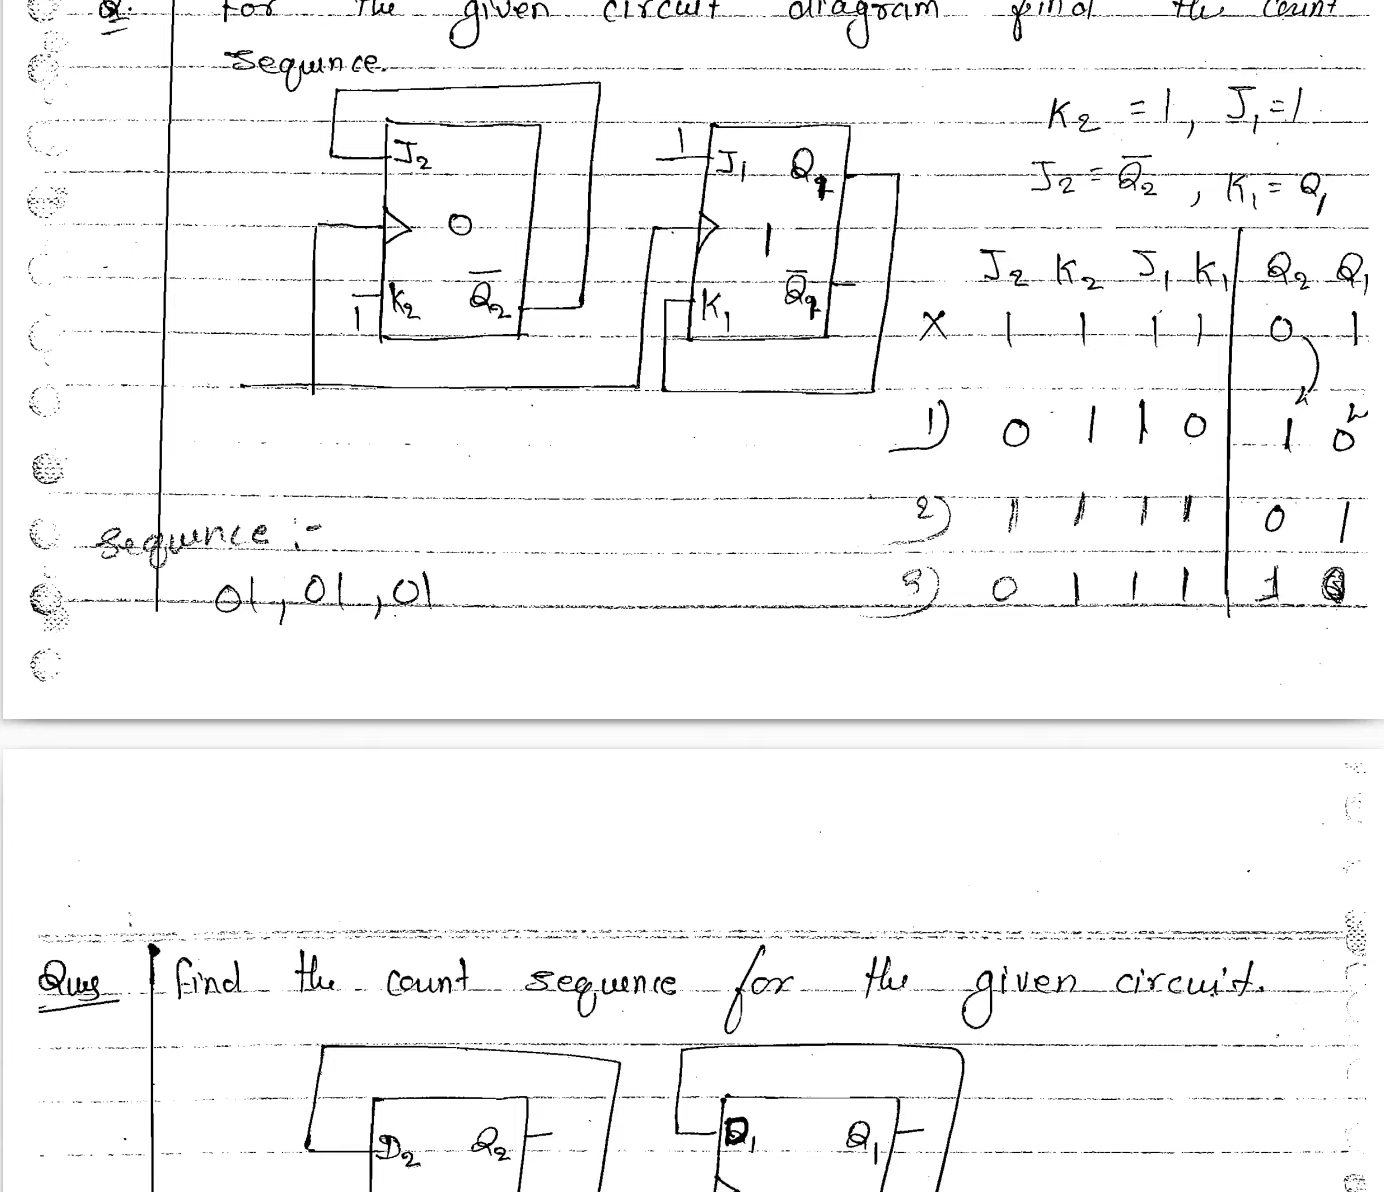 Q. For the given circuit diagram find the count
sequence.
K2 = 1, J1 = 1
J2 = Q̅2 , K1 = Q1
J2
0
K2 Q̅2
1
1
J1 Q1
1
K1 Q̅1
J2 K2 J1 K1 Q2 Q1
X 1 1 1 1 0 1
1) 0 1 1 0 1 0
2) 1 1 1 1 0 1
3) 0 1 1 1 1
sequence :-
01, 01, 01
Ques find the count sequence for the given circuit.
D2 Q2
D1 Q1